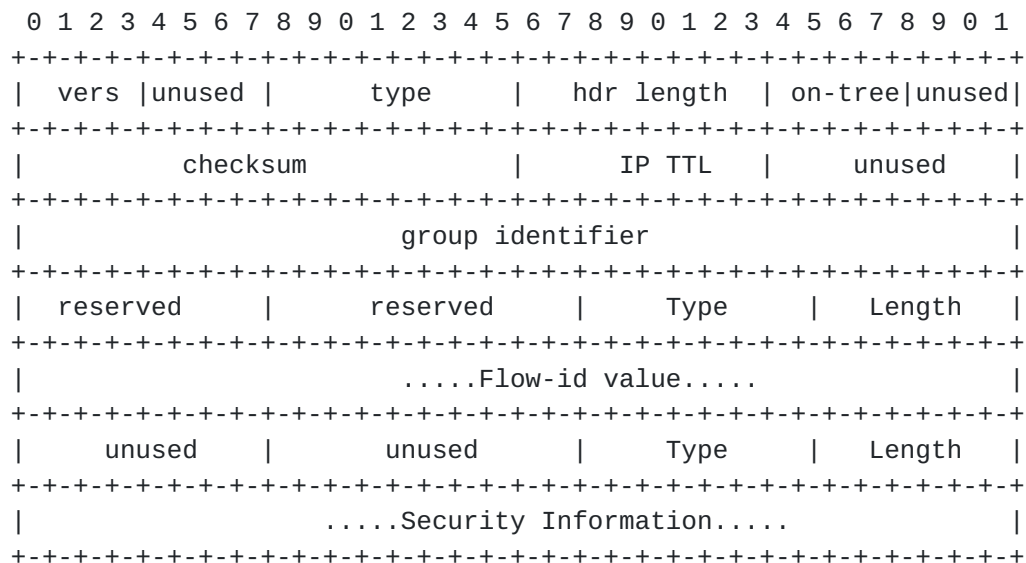 0 1 2 3 4 5 6 7 8 9 0 1 2 3 4 5 6 7 8 9 0 1 2 3 4 5 6 7 8 9 0 1
+-+-+-+-+-+-+-+-+-+-+-+-+-+-+-+-+-+-+-+-+-+-+-+-+-+-+-+-+-+-+-+-+
|  vers |unused |      type     |   hdr length  | on-tree|unused|
+-+-+-+-+-+-+-+-+-+-+-+-+-+-+-+-+-+-+-+-+-+-+-+-+-+-+-+-+-+-+-+-+
|          checksum             |      IP TTL   |     unused    |
+-+-+-+-+-+-+-+-+-+-+-+-+-+-+-+-+-+-+-+-+-+-+-+-+-+-+-+-+-+-+-+-+
|                        group identifier                       |
+-+-+-+-+-+-+-+-+-+-+-+-+-+-+-+-+-+-+-+-+-+-+-+-+-+-+-+-+-+-+-+-+
|  reserved     |      reserved     |     Type     |   Length   |
+-+-+-+-+-+-+-+-+-+-+-+-+-+-+-+-+-+-+-+-+-+-+-+-+-+-+-+-+-+-+-+-+
|                        .....Flow-id value.....                |
+-+-+-+-+-+-+-+-+-+-+-+-+-+-+-+-+-+-+-+-+-+-+-+-+-+-+-+-+-+-+-+-+
|     unused    |       unused      |     Type     |   Length   |
+-+-+-+-+-+-+-+-+-+-+-+-+-+-+-+-+-+-+-+-+-+-+-+-+-+-+-+-+-+-+-+-+
|                   .....Security Information.....              |
+-+-+-+-+-+-+-+-+-+-+-+-+-+-+-+-+-+-+-+-+-+-+-+-+-+-+-+-+-+-+-+-+